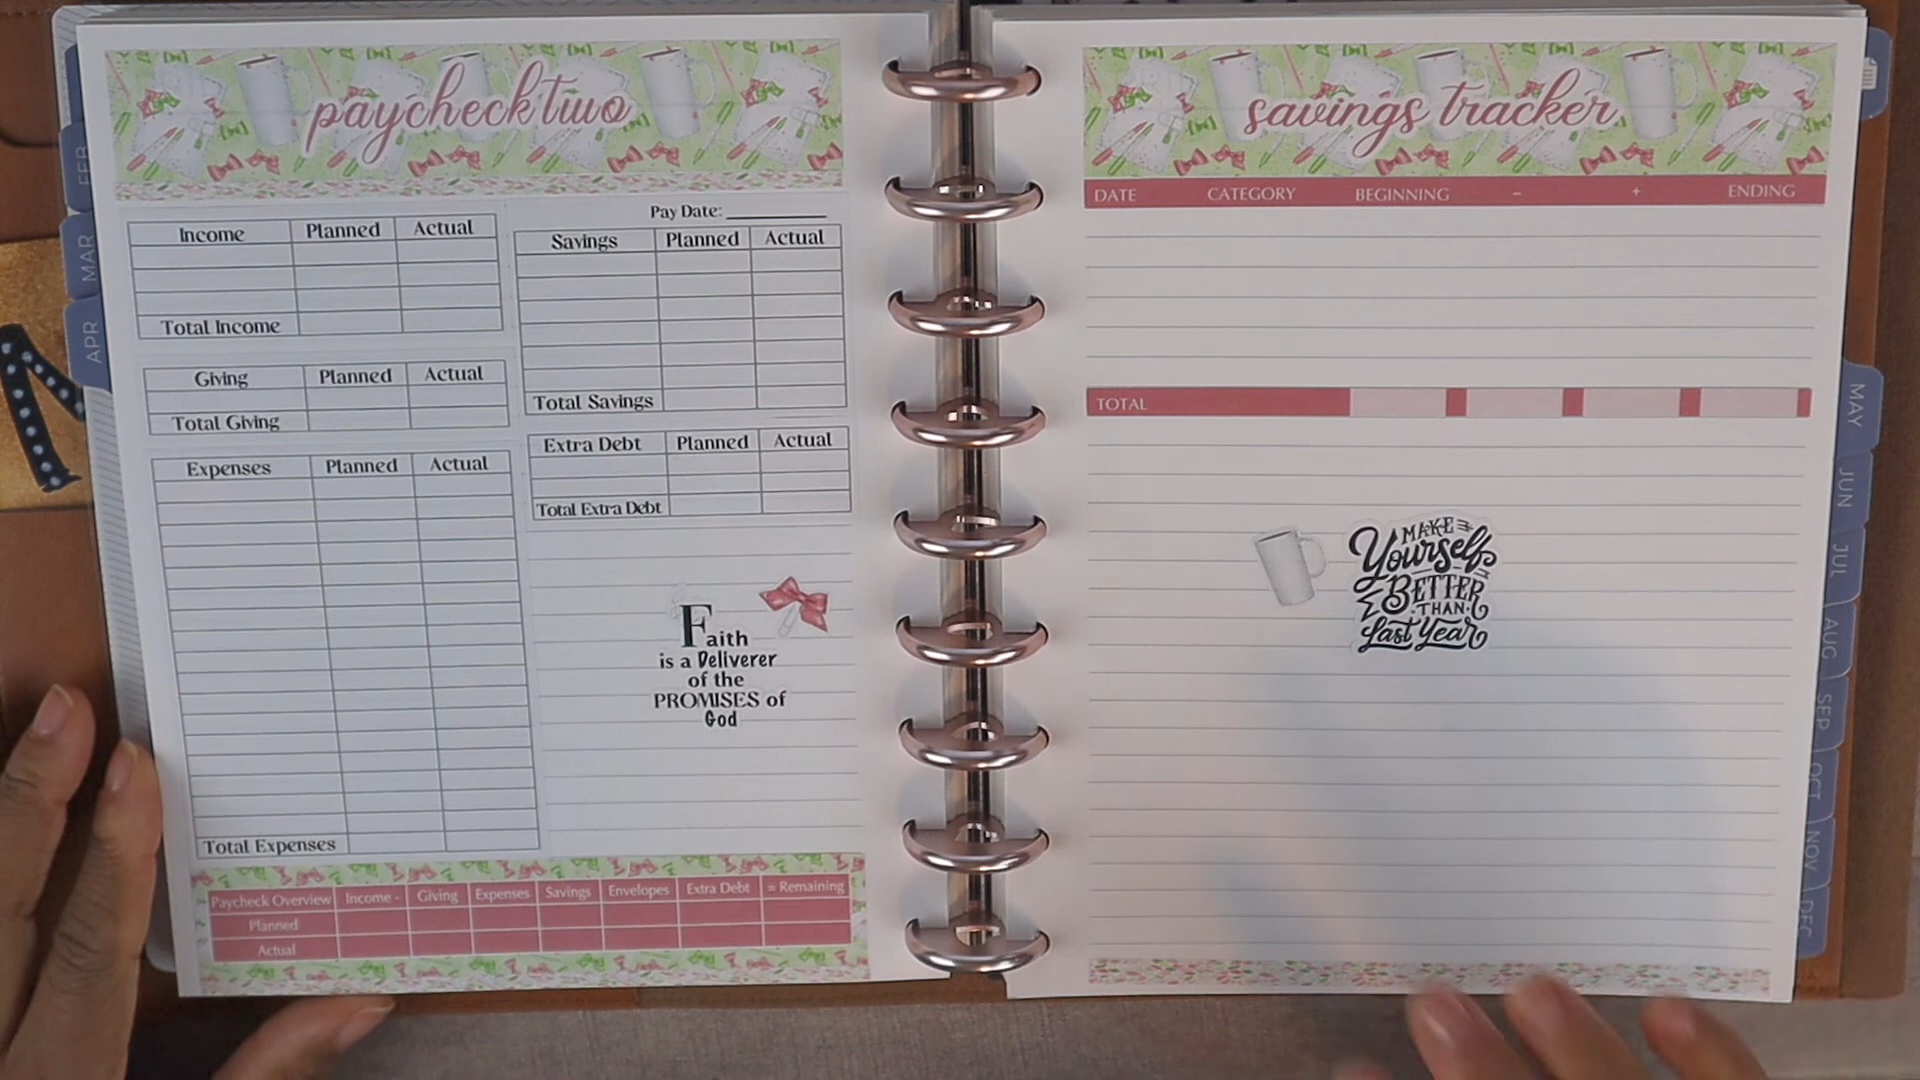 paycheck two
Pay Date:
Income Planned Actual
Total Income
Giving Planned Actual
Total Giving
Expenses Planned Actual
Total Expenses
Savings Planned Actual
Total Savings
Extra Debt Planned Actual
Total Extra Debt
Faith
is a Deliverer
of the
PROMISES of
God
Paycheck Overview Income - Giving Expenses Savings Envelopes Extra Debt = Remaining
Planned
Actual
savings tracker
DATE CATEGORY BEGINNING - + ENDING
TOTAL
MAKE
Yourself
BETTER
THAN
Last Year
FEB
MAR
APR
MAY
JUN
JUL
AUG
SEP
OCT
NOV
DEC